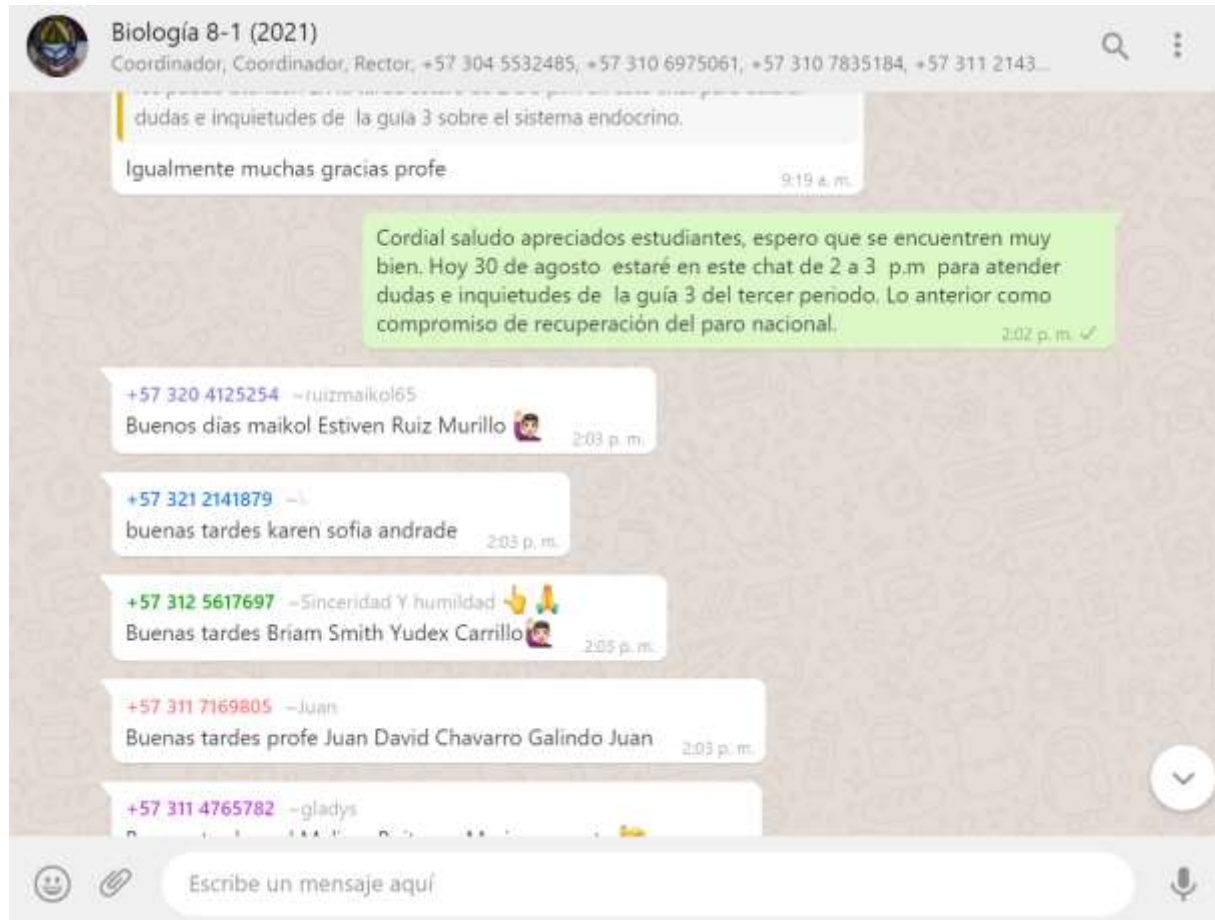 Biología 8-1 (2021)
Coordinador, Coordinador, Rector, +57 304 5532485, +57 310 6975061, +57 310 7835184, +57 311 2143...
dudas e inquietudes de la guía 3 sobre el sistema endocrino.
Igualmente muchas gracias profe
9:19 a. m.
Cordial saludo apreciados estudiantes, espero que se encuentren muy
bien. Hoy 30 de agosto estaré en este chat de 2 a 3 p.m para atender
dudas e inquietudes de la guía 3 del tercer periodo. Lo anterior como
compromiso de recuperación del paro nacional.
2:02 p. m.
+57 320 4125254 ~ruizmaikol65
Buenos días maikol Estiven Ruiz Murillo 🙋🏻‍♂️
2:03 p. m.
+57 321 2141879
buenas tardes karen sofia andrade
2:03 p. m.
+57 312 5617697 ~Sinceridad Y humildad 👆🙏
Buenas tardes Briam Smith Yudex Carrillo🙋🏻‍♂️
2:03 p. m.
+57 311 7169805 ~Juan
Buenas tardes profe Juan David Chavarro Galindo Juan
2:03 p. m.
+57 311 4765782 ~gladys
Escribe un mensaje aquí